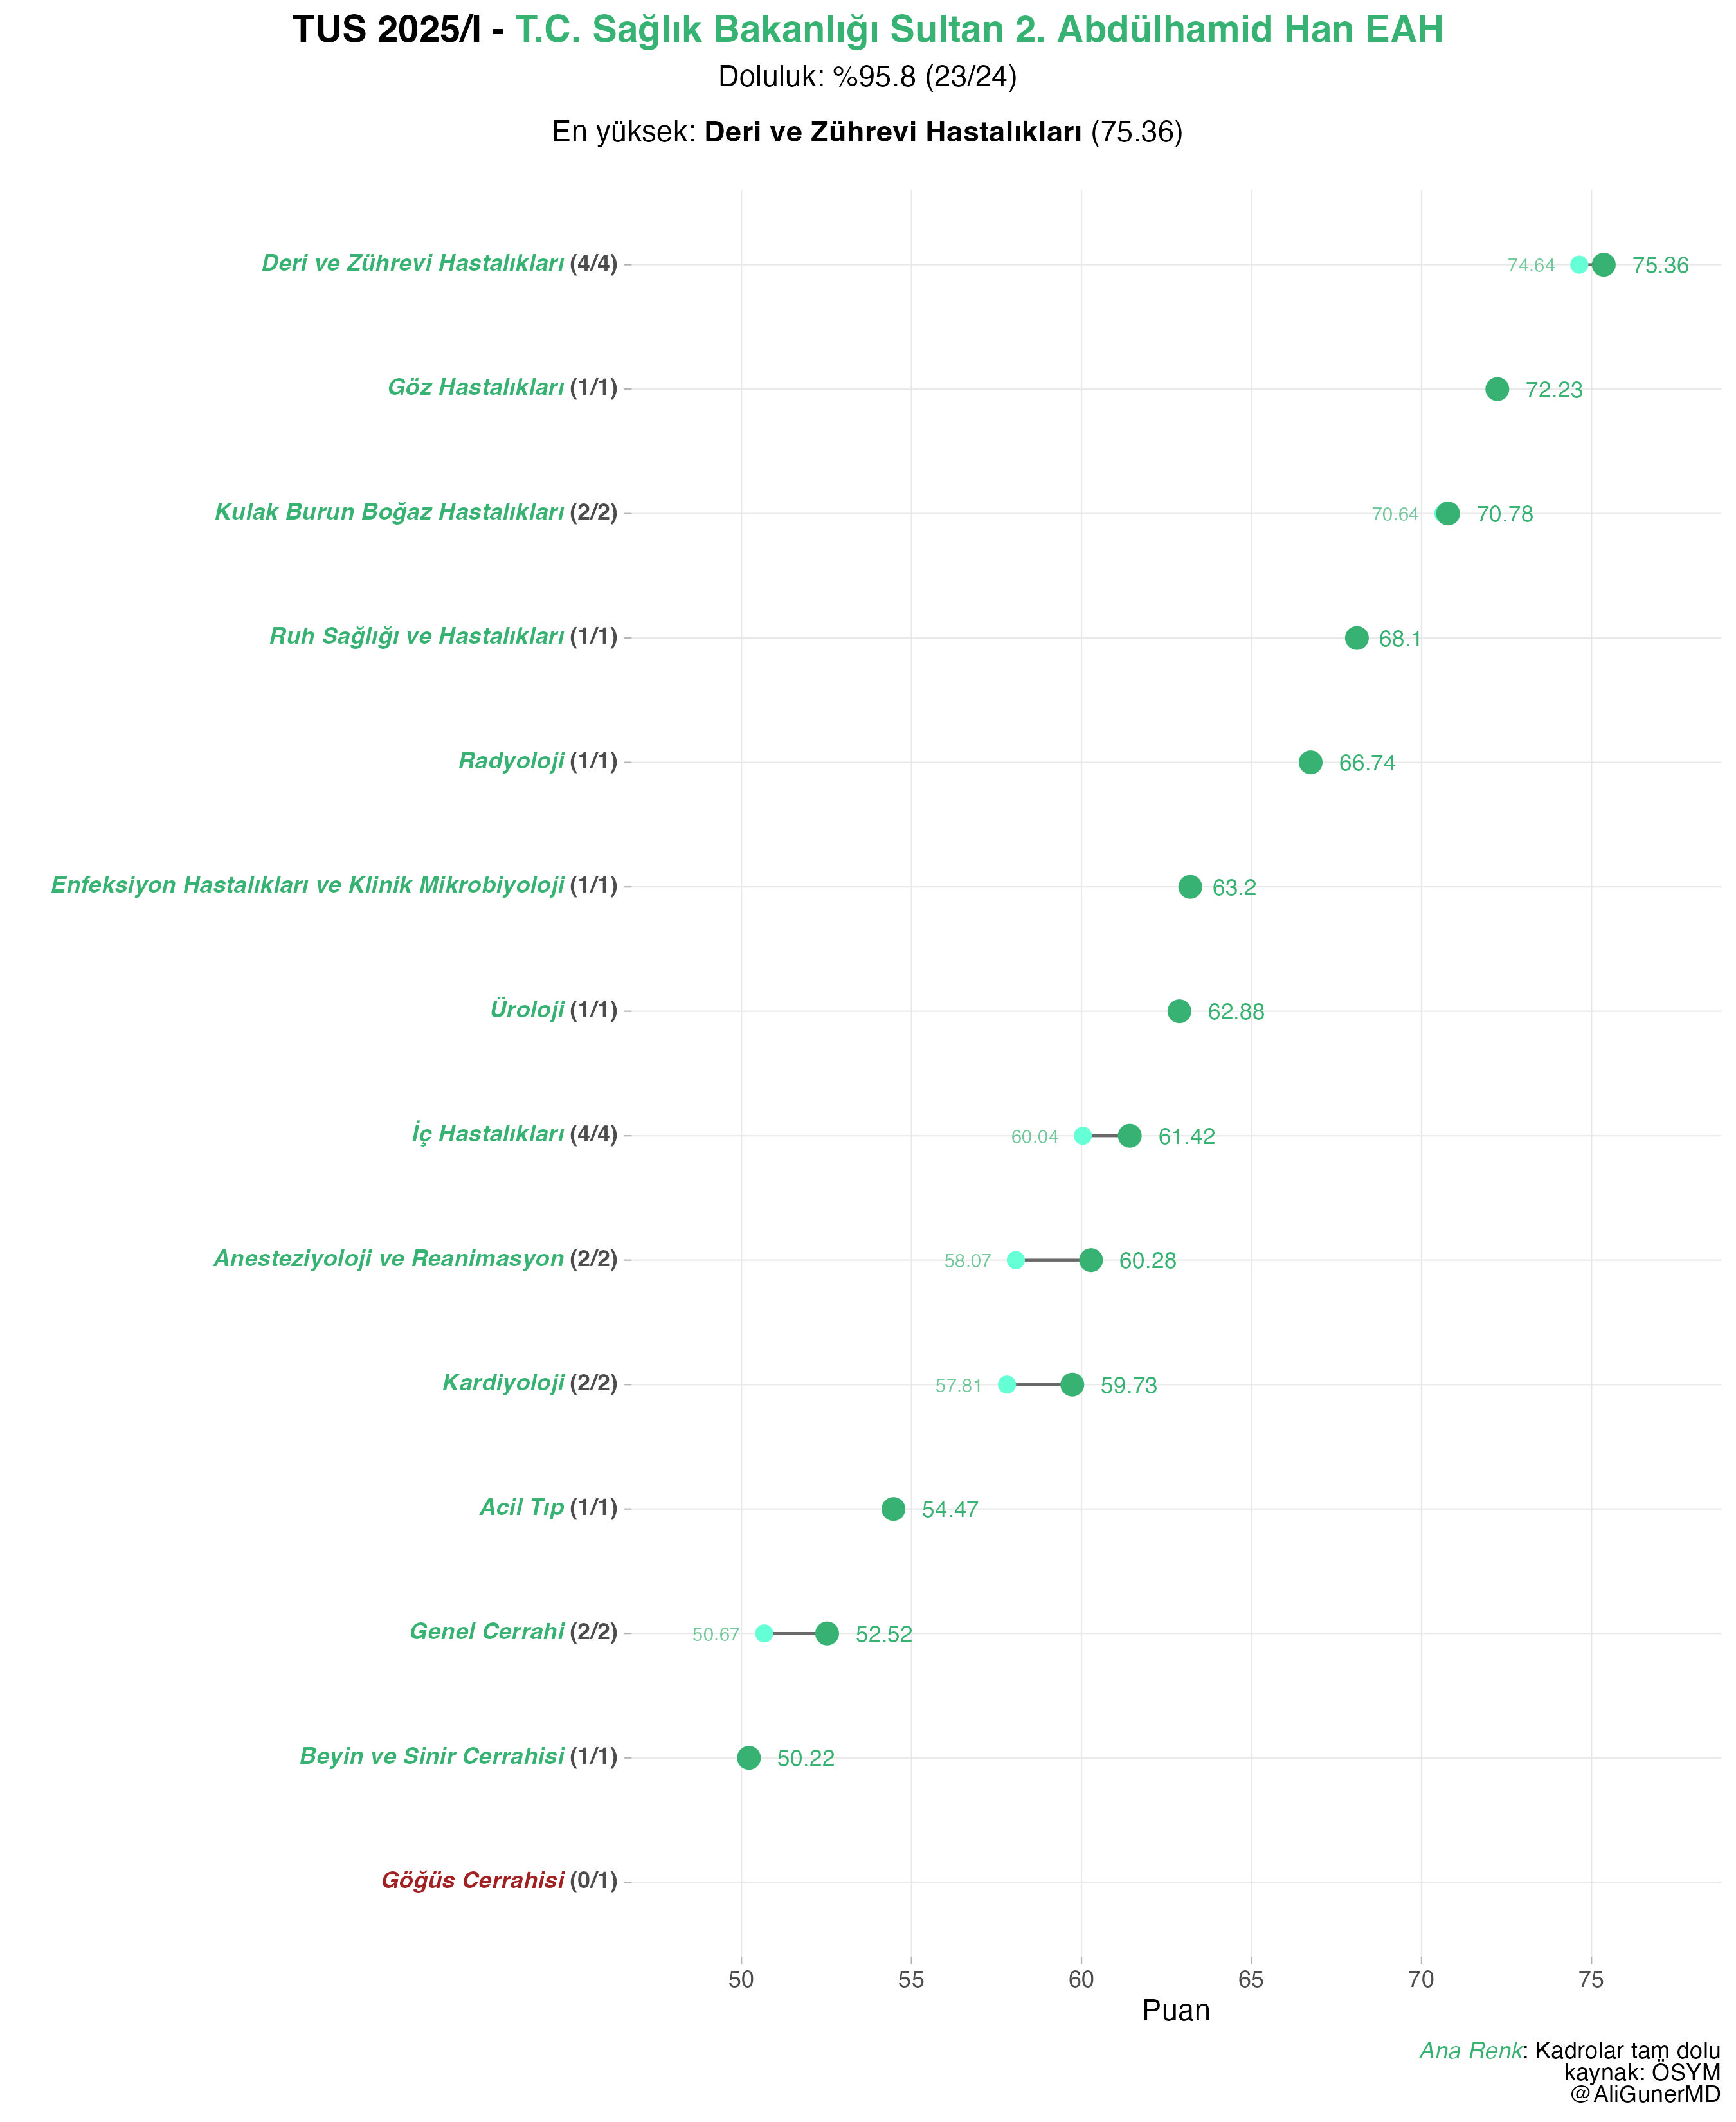 TUS 2025/I - T.C. Sağlık Bakanlığı Sultan 2. Abdülhamid Han EAH
Doluluk: %95.8 (23/24)
En yüksek: Deri ve Zührevi Hastalıkları (75.36)
Deri ve Zührevi Hastalıkları (4/4) 74.64 75.36
Göz Hastalıkları (1/1) 72.23
Kulak Burun Boğaz Hastalıkları (2/2) 70.64 70.78
Ruh Sağlığı ve Hastalıkları (1/1) 68.1
Radyoloji (1/1) 66.74
Enfeksiyon Hastalıkları ve Klinik Mikrobiyoloji (1/1) 63.2
Üroloji (1/1) 62.88
İç Hastalıkları (4/4) 60.04 61.42
Anesteziyoloji ve Reanimasyon (2/2) 58.07 60.28
Kardiyoloji (2/2) 57.81 59.73
Acil Tıp (1/1) 54.47
Genel Cerrahi (2/2) 50.67 52.52
Beyin ve Sinir Cerrahisi (1/1) 50.22
Göğüs Cerrahisi (0/1)
50 55 60 65 70 75
Puan
Ana Renk: Kadrolar tam dolu
kaynak: ÖSYM
@AliGunerMD